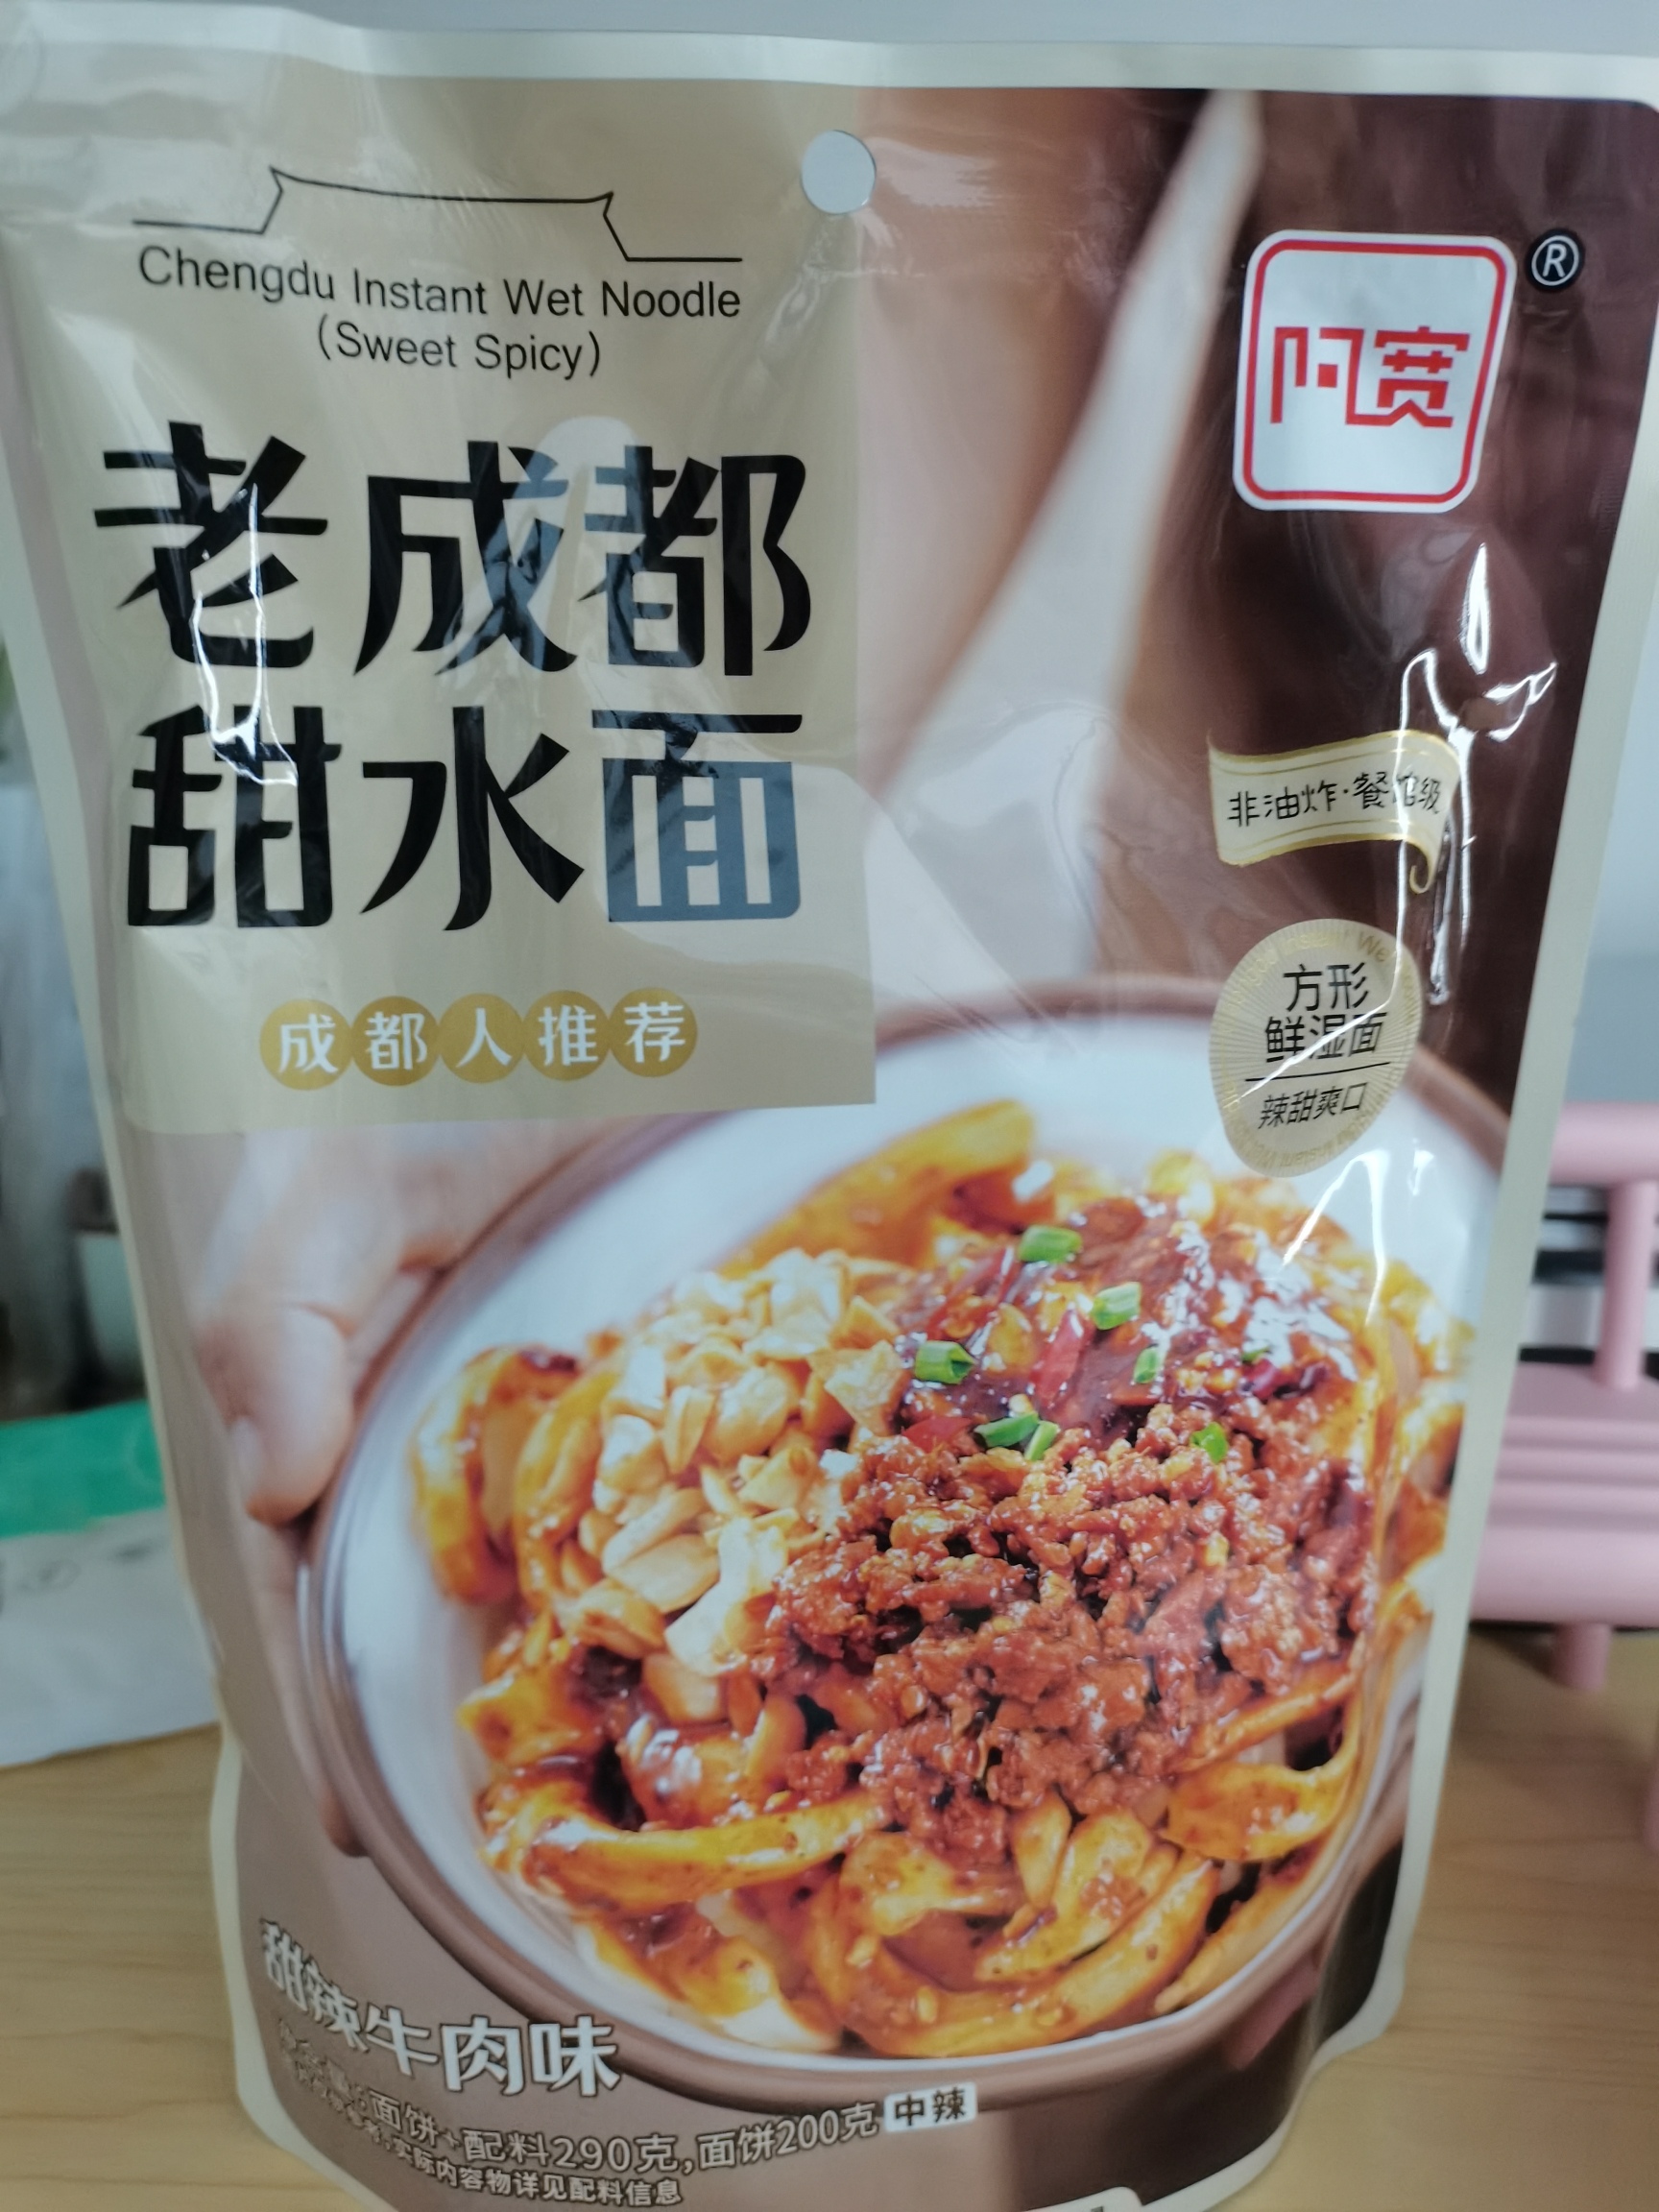 Chengdu Instant Wet Noodle
(Sweet Spicy)
阿宽
®
老成都
甜水面
非油炸·餐馆级
成都人推荐
方形
鲜湿面
辣甜爽口
甜辣牛肉味
面饼+配料290克,面饼200克 中辣
实际内容物详见配料信息